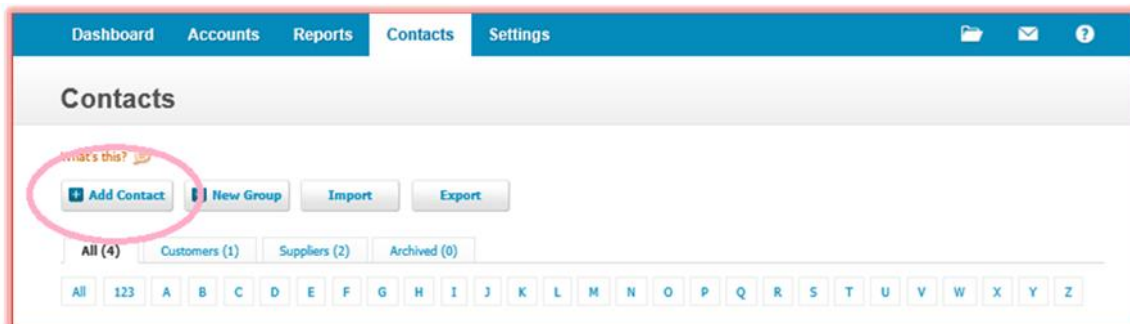 Dashboard Accounts Reports Contacts Settings
Contacts
What's this?
Add Contact New Group Import Export
All (4) Customers (1) Suppliers (2) Archived (0)
All 123 A B C D E F G H I J K L M N O P Q R S T U V W X Y Z